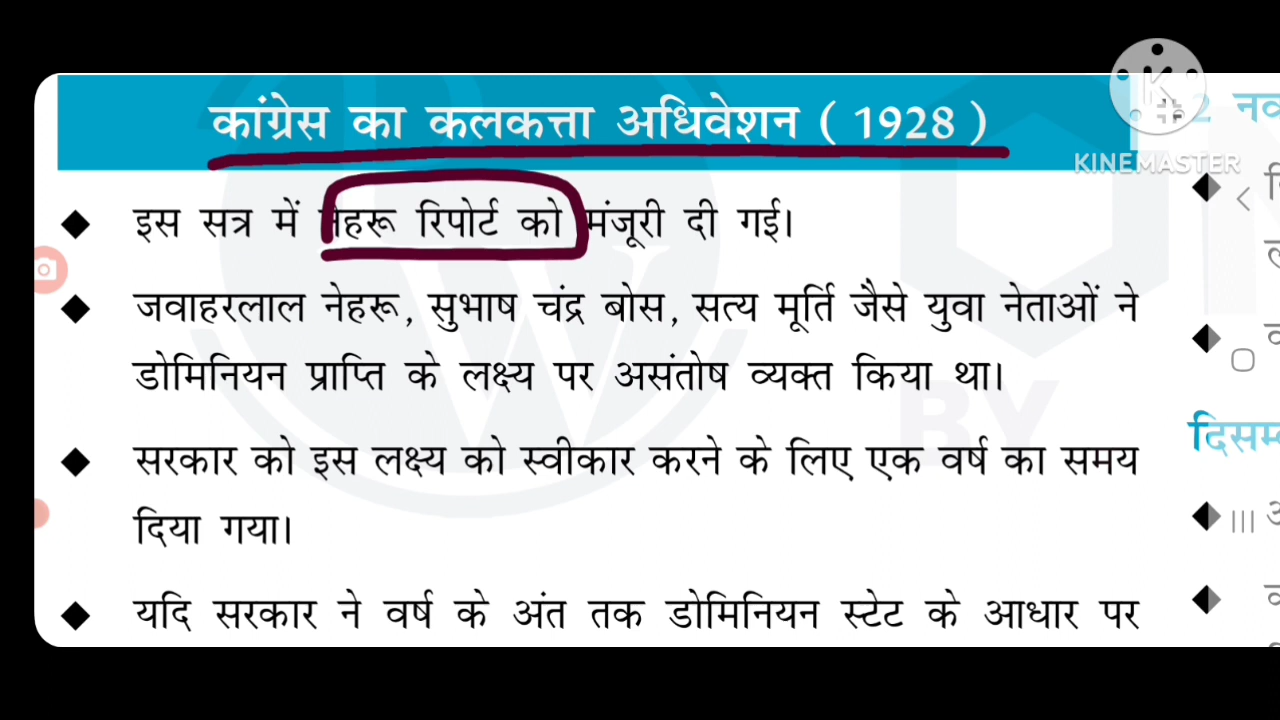 कांग्रेस का कलकत्ता अधिवेशन ( 1928 )
KINEMASTER
इस सत्र में नेहरू रिपोर्ट को मंजूरी दी गई।
जवाहरलाल नेहरू, सुभाष चंद्र बोस, सत्य मूर्ति जैसे युवा नेताओं ने
डोमिनियन प्राप्ति के लक्ष्य पर असंतोष व्यक्त किया था।
सरकार को इस लक्ष्य को स्वीकार करने के लिए एक वर्ष का समय
दिया गया।
यदि सरकार ने वर्ष के अंत तक डोमिनियन स्टेट के आधार पर
BY